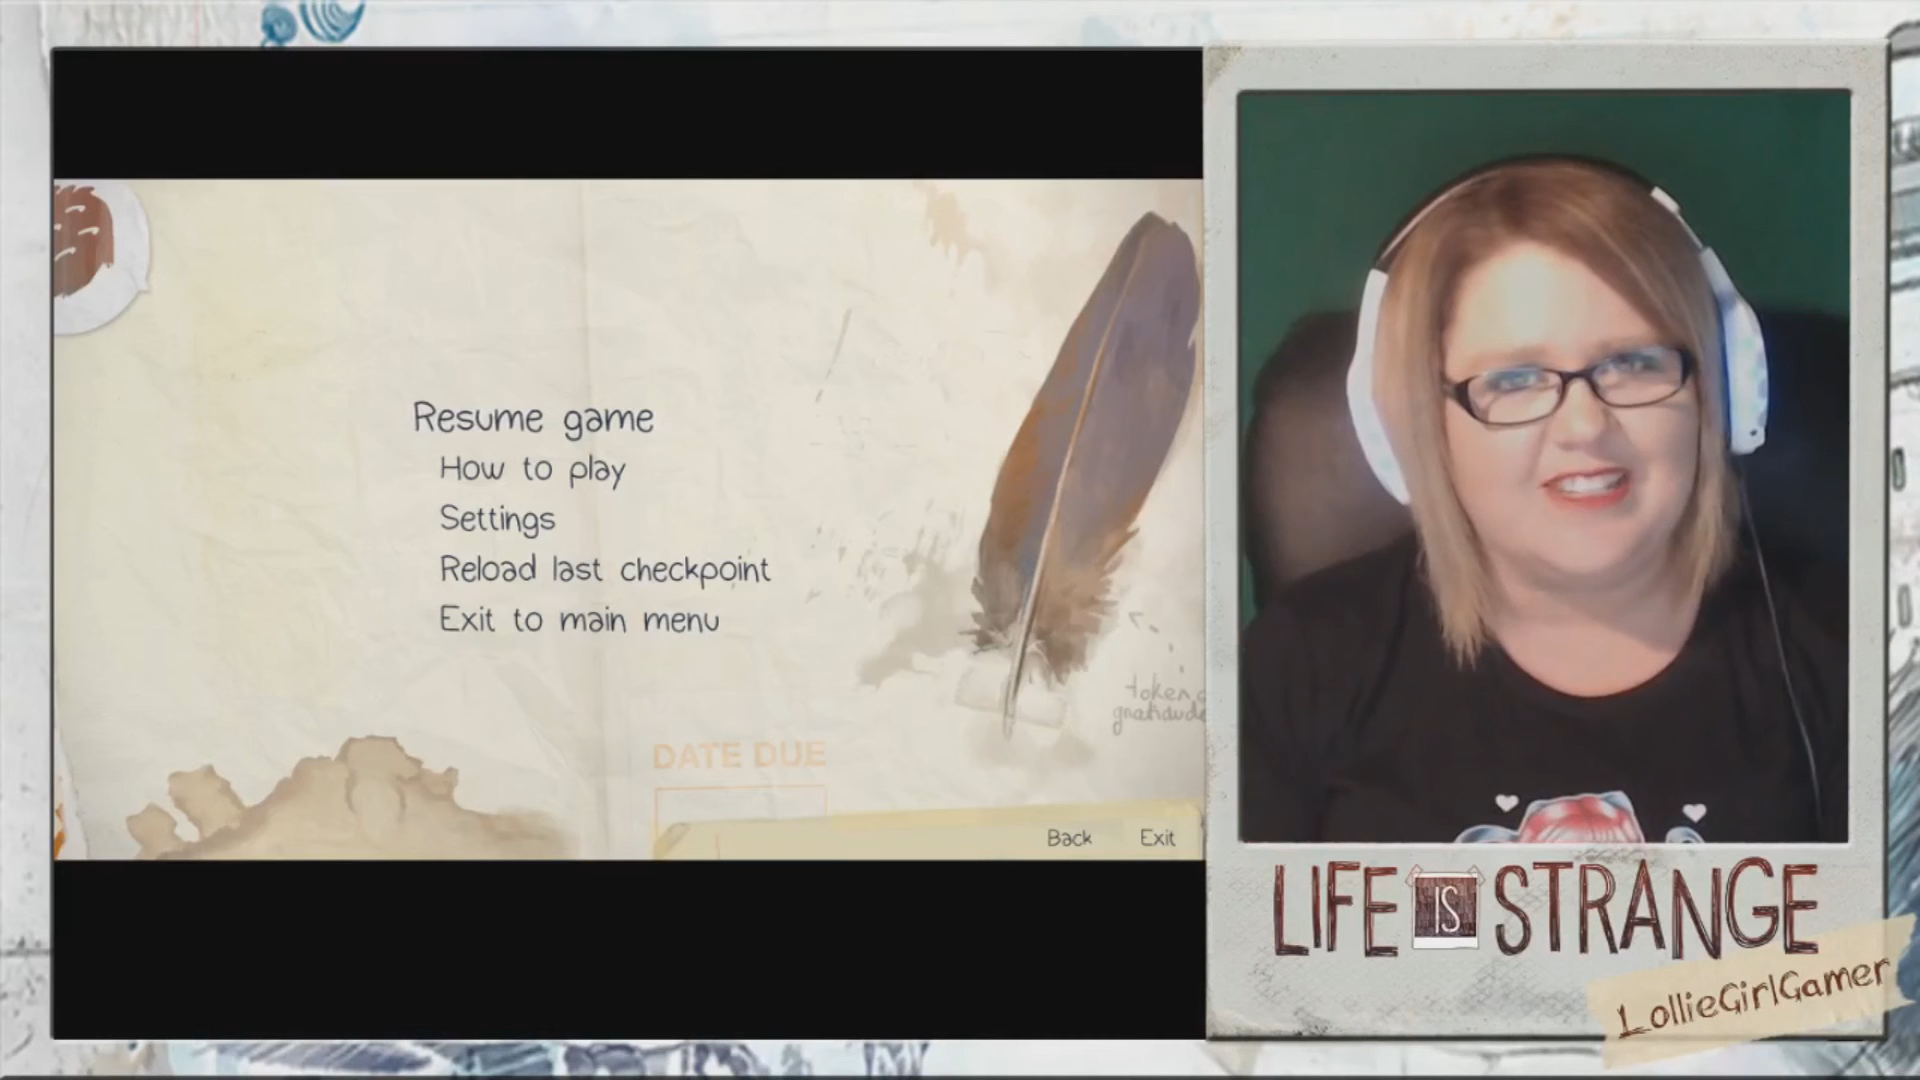 Resume game
How to play
Settings
Reload last checkpoint
Exit to main menu
token
DATE DUE
Back Exit
LIFE IS STRANGE
LollieGirlGamer